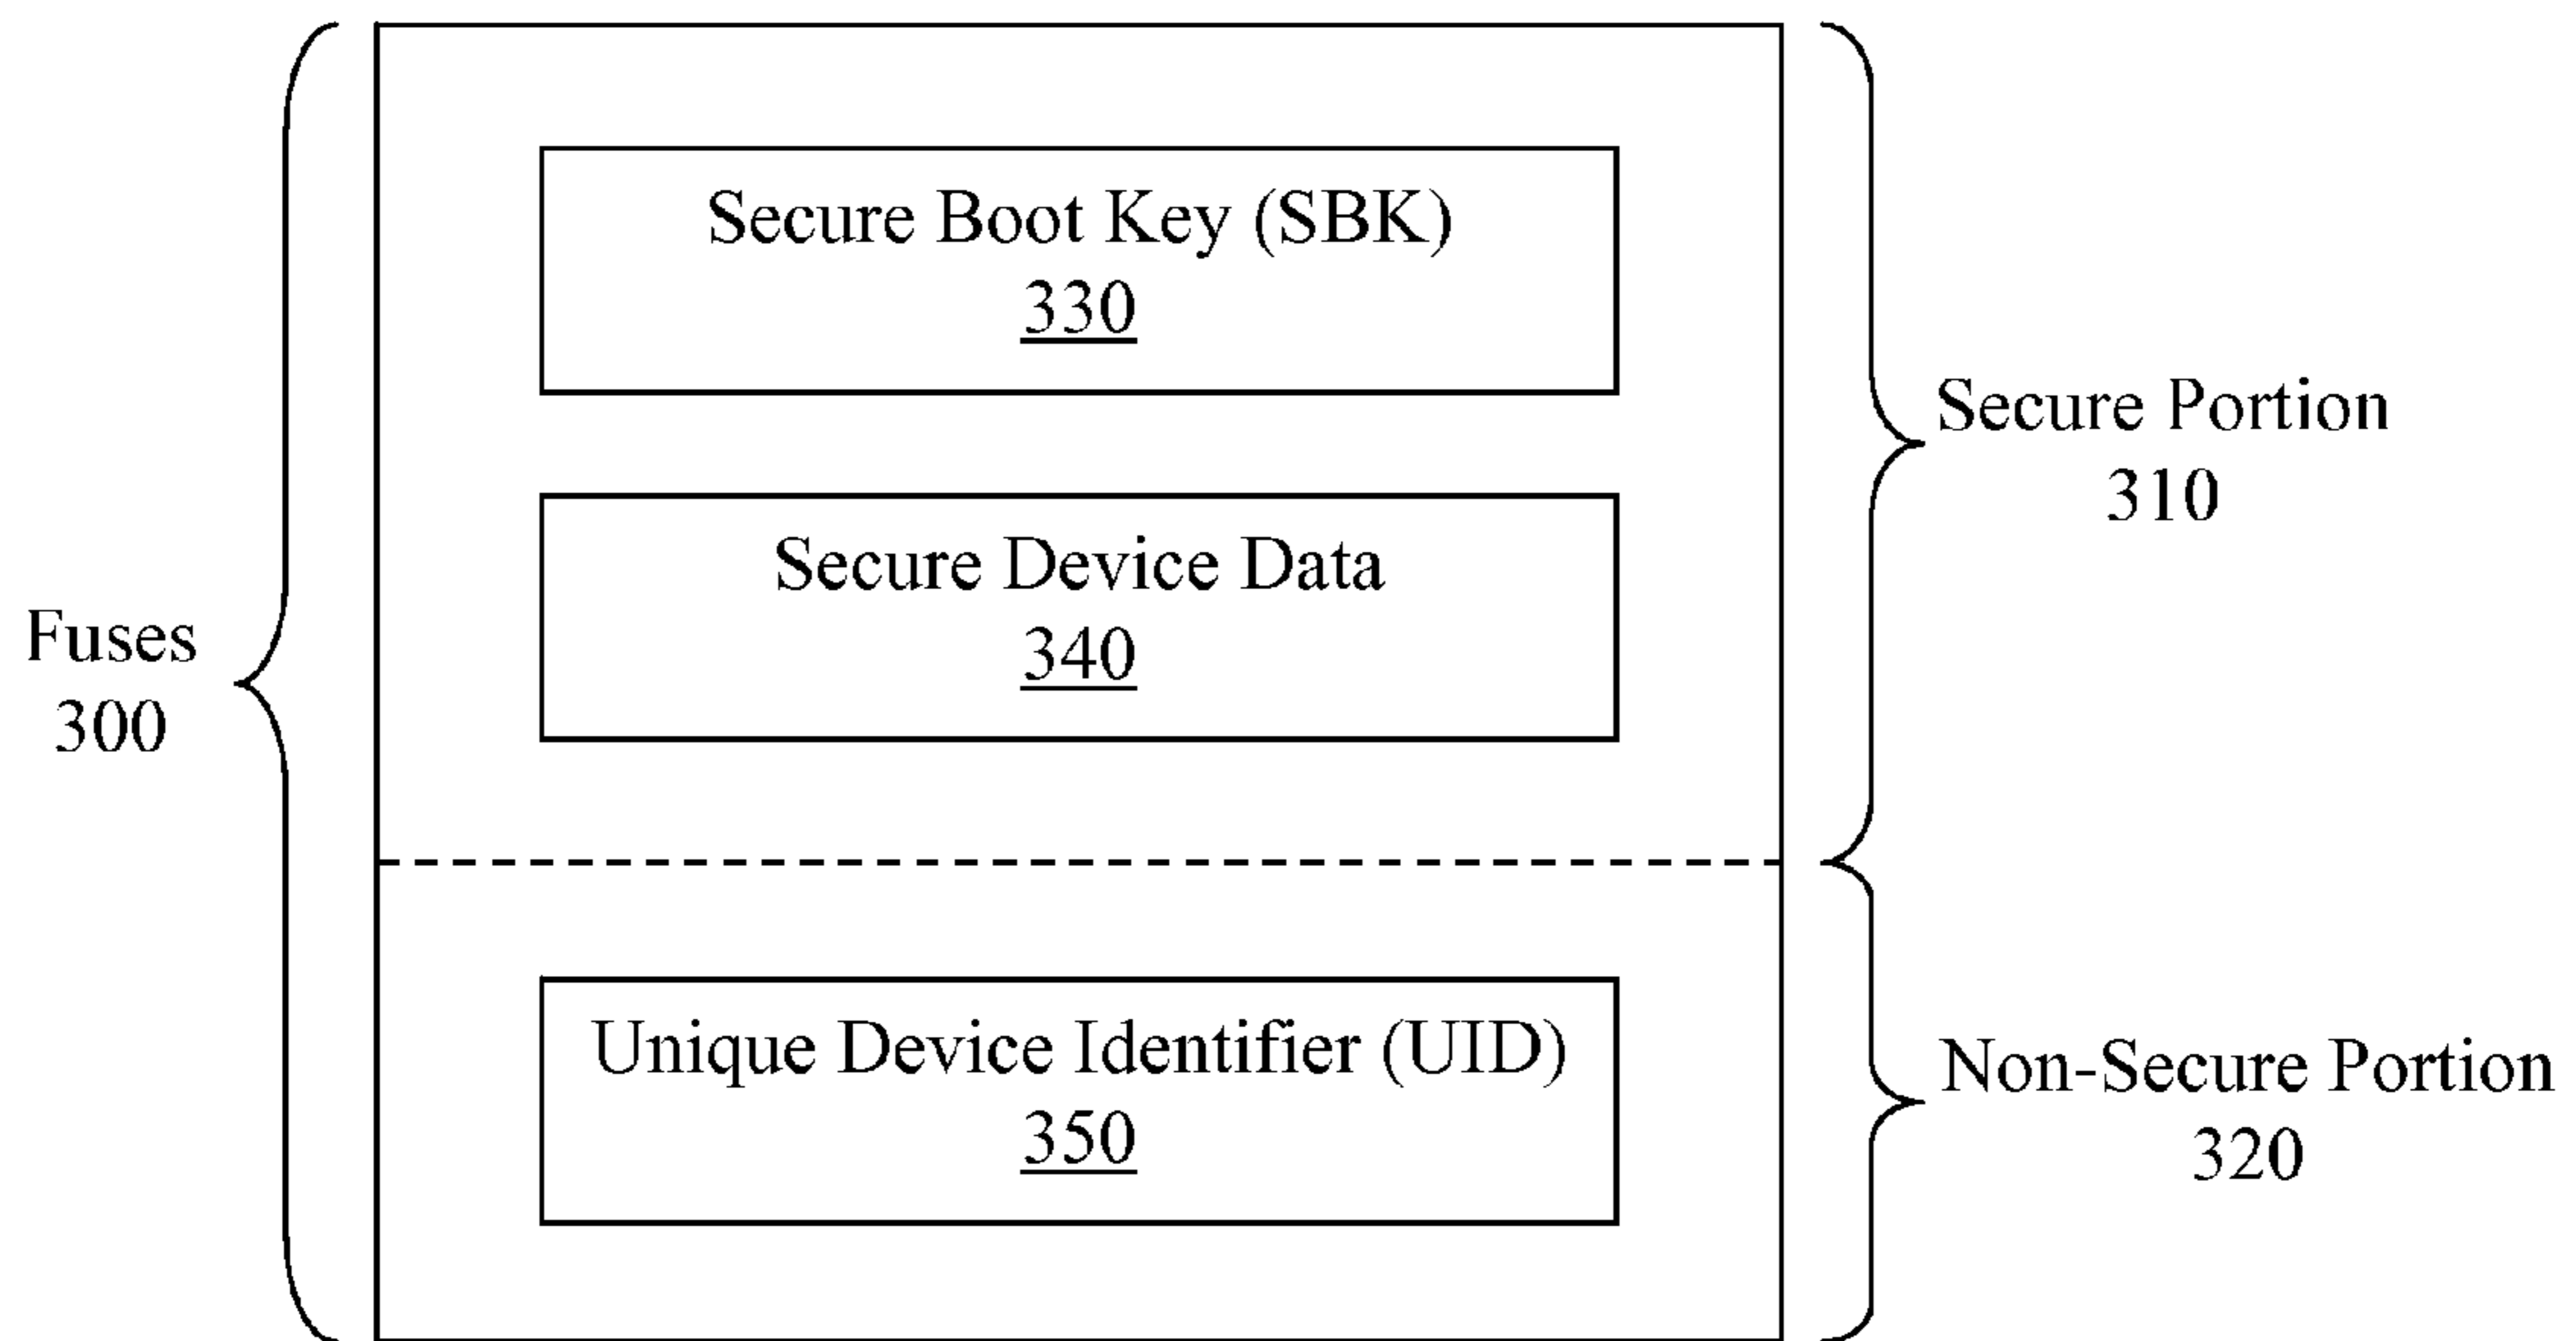 Fuses
300
Secure Boot Key (SBK)
330
Secure Device Data
340
Unique Device Identifier (UID)
350
Secure Portion
310
Non-Secure Portion
320